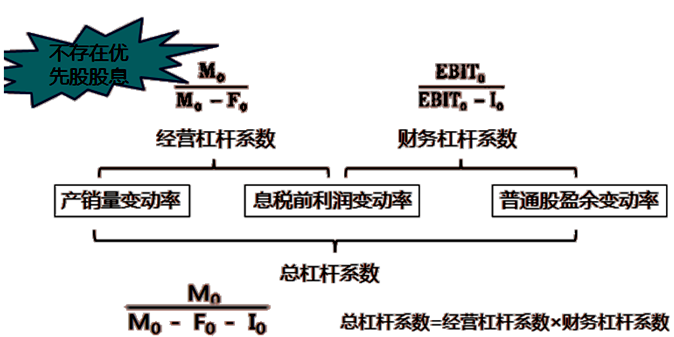 不存在优
先股股息
M₀
M₀ - F₀
EBIT₀
EBIT₀ - I₀
经营杠杆系数
财务杠杆系数
产销量变动率
息税前利润变动率
普通股盈余变动率
总杠杆系数
M₀
M₀ - F₀ - I₀
总杠杆系数=经营杠杆系数×财务杠杆系数